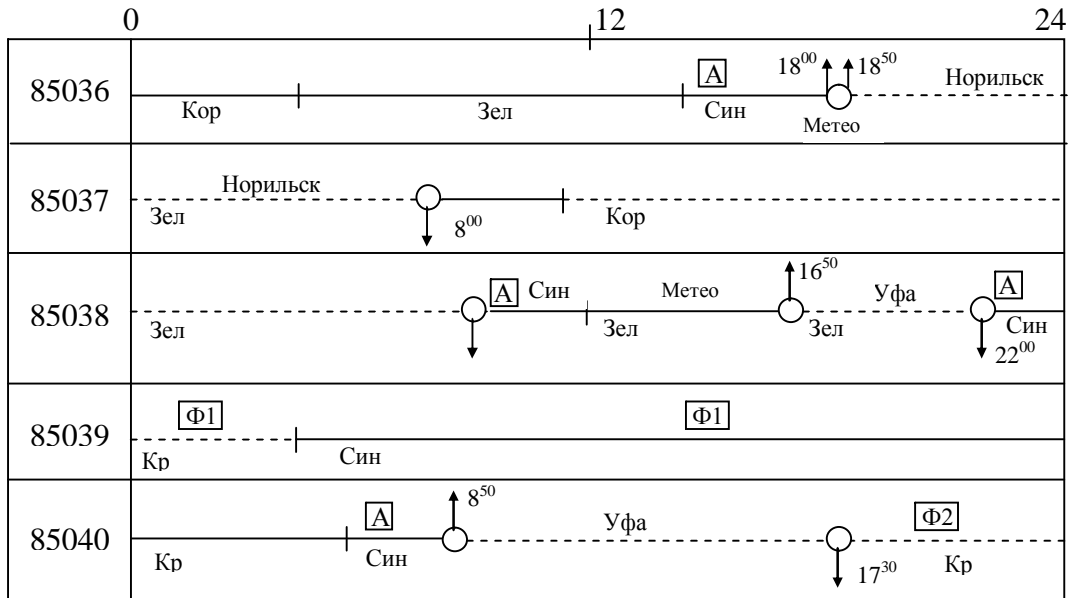 0 12 24
85036 А 18⁰⁰ 18⁵⁰ Норильск
Кор Зел Син Метео
85037 Норильск
Зел 8⁰⁰ Кор
85038 А Син Метео 16⁵⁰ Уфа А
Зел Зел Зел Син
22⁰⁰
85039 Ф1 Ф1
Кр Син
85040 А 8⁵⁰ Уфа Ф2
Кр Син 17³⁰ Кр